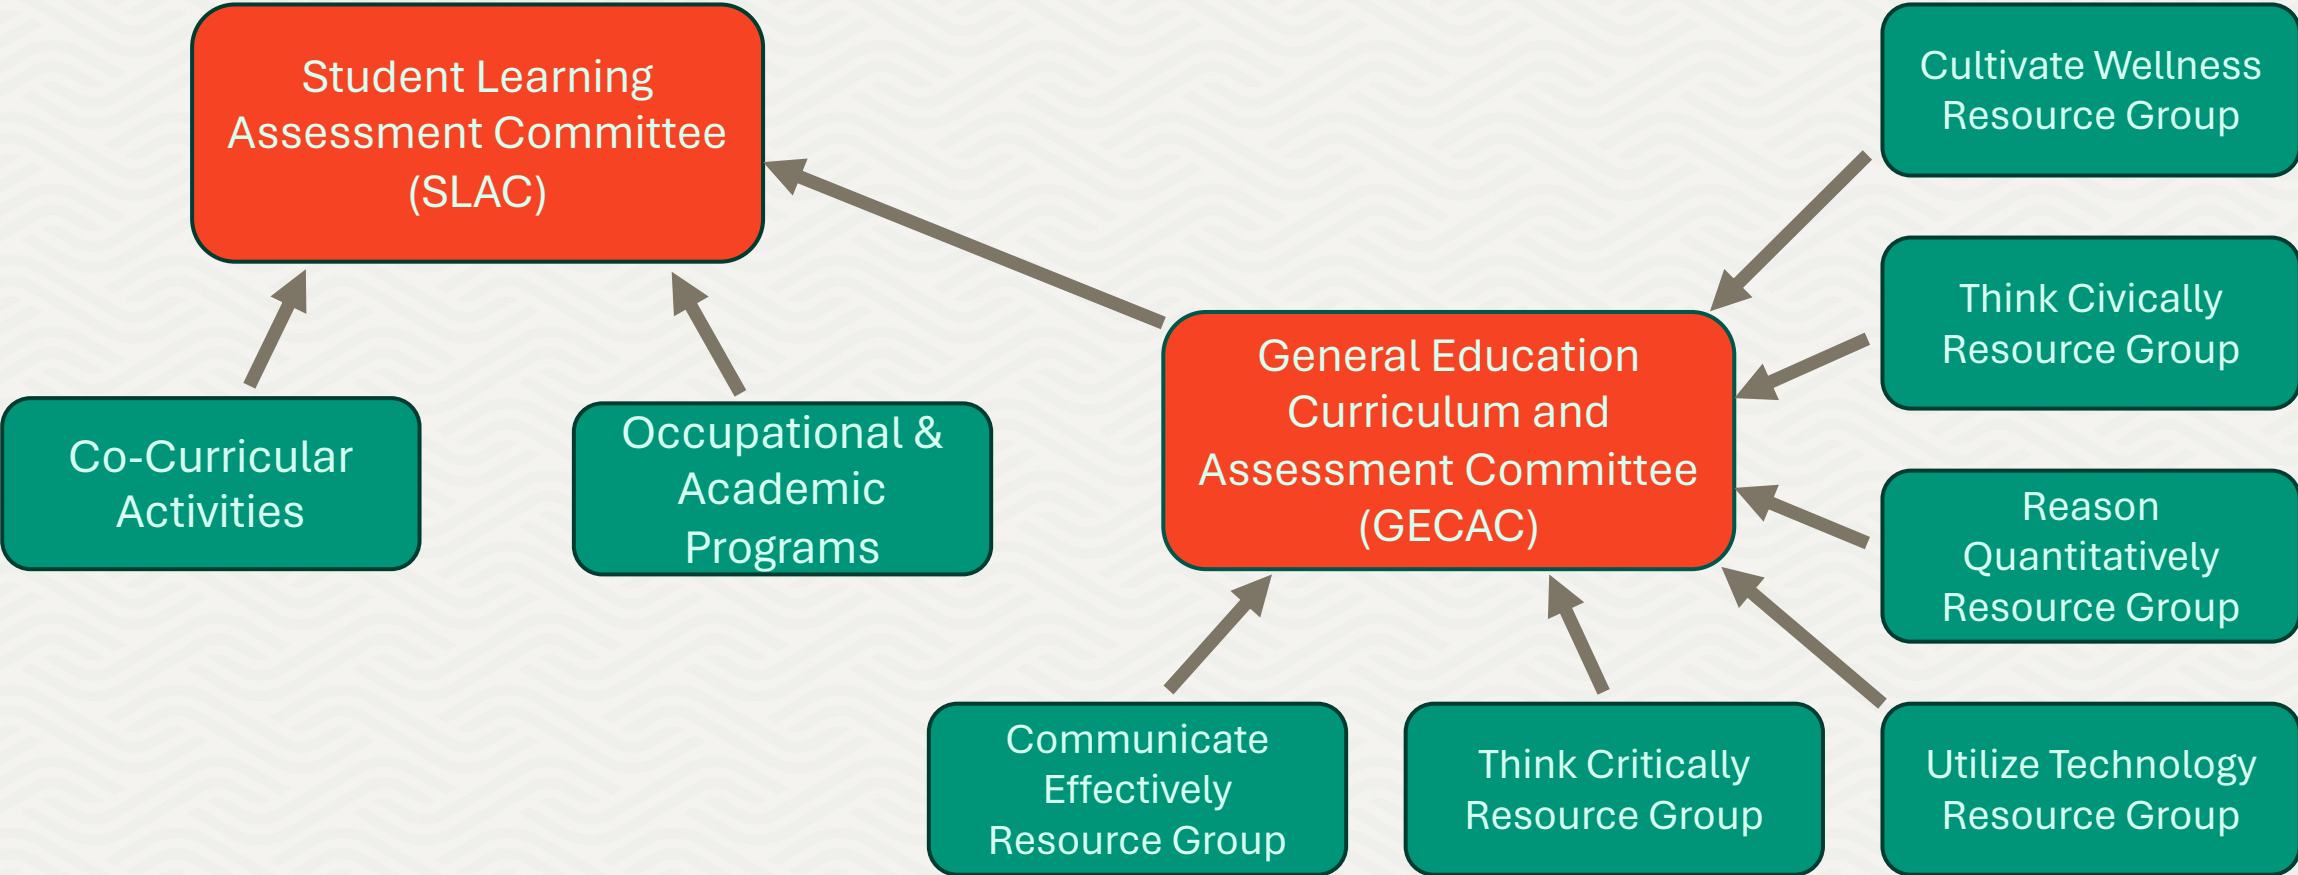 Student Learning
Assessment Committee
(SLAC)
Co-Curricular
Activities
Occupational &
Academic
Programs
General Education
Curriculum and
Assessment Committee
(GECAC)
Cultivate Wellness
Resource Group
Think Civically
Resource Group
Reason
Quantitatively
Resource Group
Communicate
Effectively
Resource Group
Think Critically
Resource Group
Utilize Technology
Resource Group